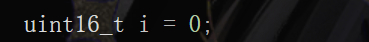 uint16_t i = 0;